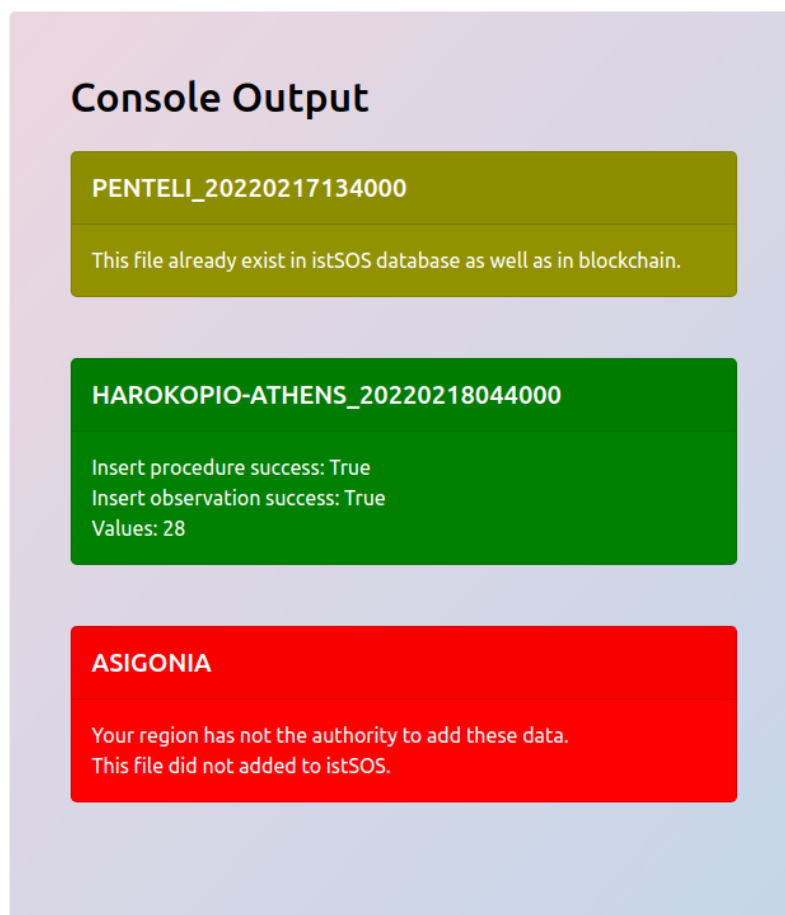 Console Output
PENTELI_20220217134000
This file already exist in istSOS database as well as in blockchain.
HAROKOPIO-ATHENS_20220218044000
Insert procedure success: True
Insert observation success: True
Values: 28
ASIGONIA
Your region has not the authority to add these data.
This file did not added to istSOS.